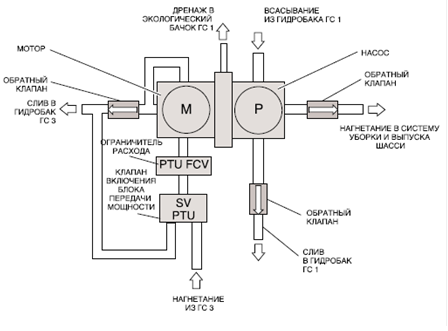 ДРЕНАЖ В
ЭКОЛОГИЧЕСКИЙ
БАЧОК ГС 1
ВСАСЫВАНИЕ
ИЗ ГИДРОБАКА ГС 1
МОТОР
НАСОС
ОБРАТНЫЙ
КЛАПАН
ОБРАТНЫЙ
КЛАПАН
СЛИВ В
ГИДРОБАК
ГС 3
M
P
НАГНЕТАНИЕ В СИСТЕМУ
УБОРКИ И ВЫПУСКА
ШАССИ
ОГРАНИЧИТЕЛЬ
РАСХОДА
PTU FCV
КЛАПАН
ВКЛЮЧЕНИЯ
БЛОКА
ПЕРЕДАЧИ
МОЩНОСТИ
SV
PTU
ОБРАТНЫЙ
КЛАПАН
СЛИВ
В ГИДРОБАК
ГС 1
НАГНЕТАНИЕ
ИЗ ГС 3